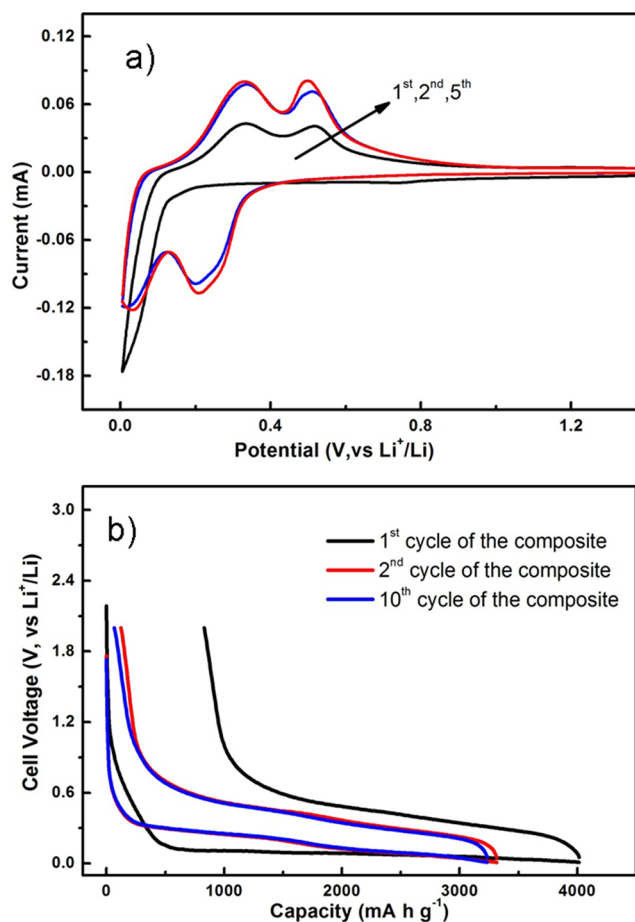 a)
1st,2nd,5th
0.12
0.06
0.00
-0.06
-0.12
-0.18
Current (mA)
0.0 0.4 0.8 1.2
Potential (V,vs Li+/Li)
b)
1st cycle of the composite
2nd cycle of the composite
10th cycle of the composite
3.0
2.4
1.8
1.2
0.6
0.0
Cell Voltage (V, vs Li+/Li)
0 1000 2000 3000 4000
Capacity (mA h g-1)